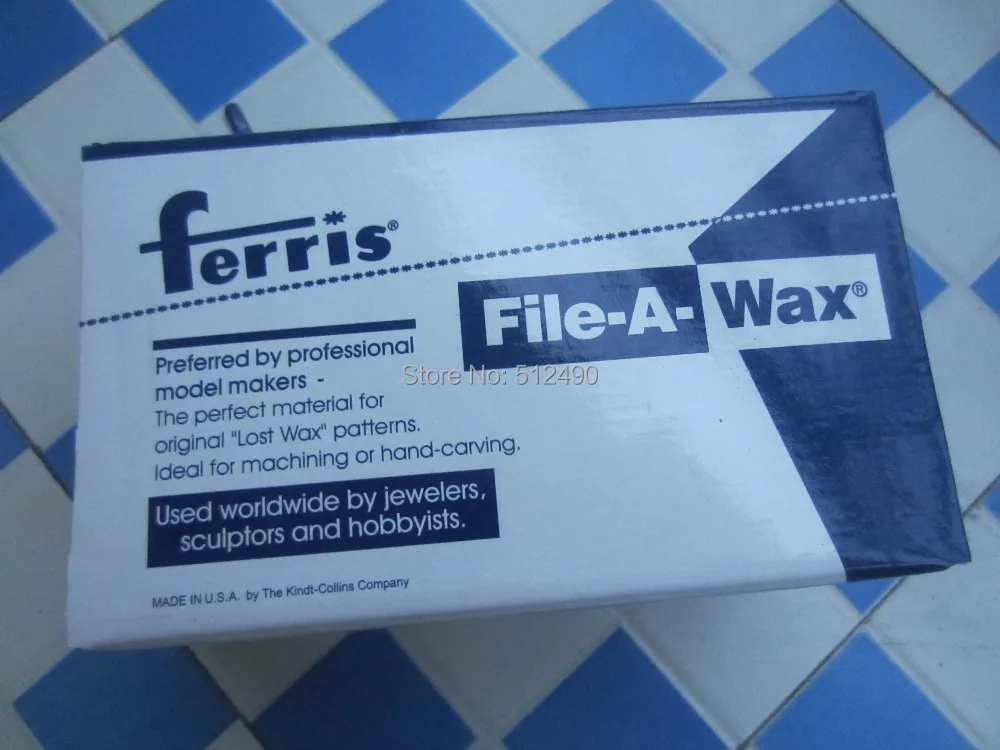 ferris®
File-A-Wax®
Preferred by professional
model makers -
The perfect material for
original "Lost Wax" patterns.
Ideal for machining or hand-carving.
Used worldwide by jewelers,
sculptors and hobbyists.
MADE IN U.S.A. by The Kindt-Collins Company
Store No: 512490